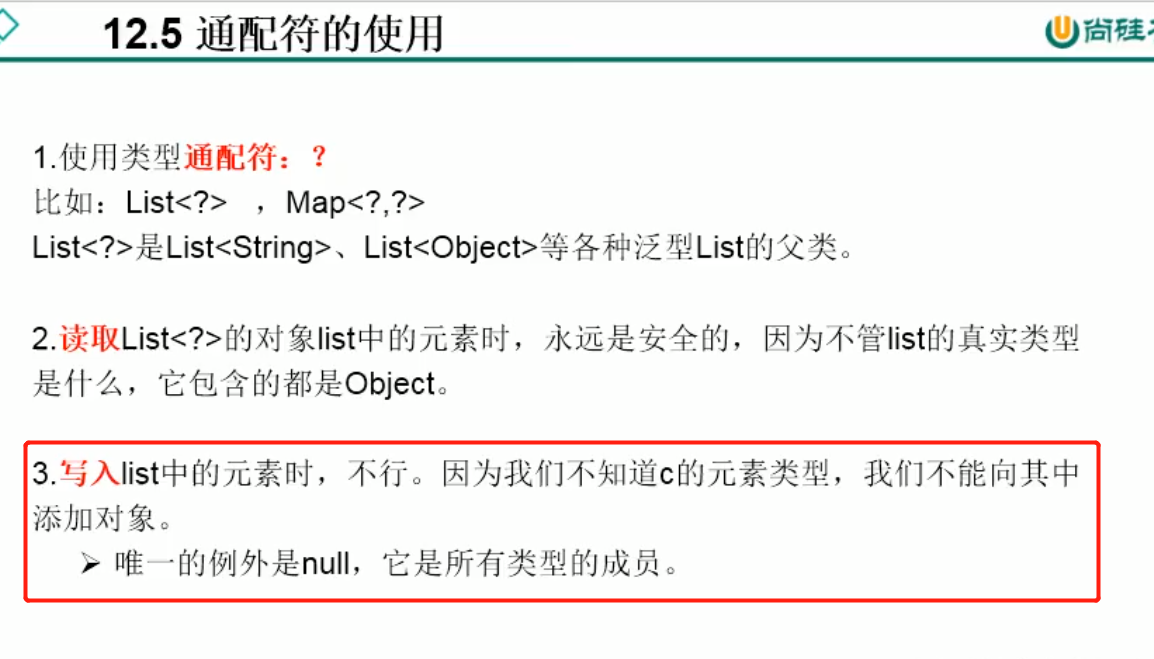 12.5 通配符的使用
尚硅
1.使用类型通配符：？
比如：List<?> ，Map<?,?>
List<?>是List<String>、List<Object>等各种泛型List的父类。
2.读取List<?>的对象list中的元素时，永远是安全的，因为不管list的真实类型
是什么，它包含的都是Object。
3.写入list中的元素时，不行。因为我们不知道c的元素类型，我们不能向其中
添加对象。
➢ 唯一的例外是null，它是所有类型的成员。